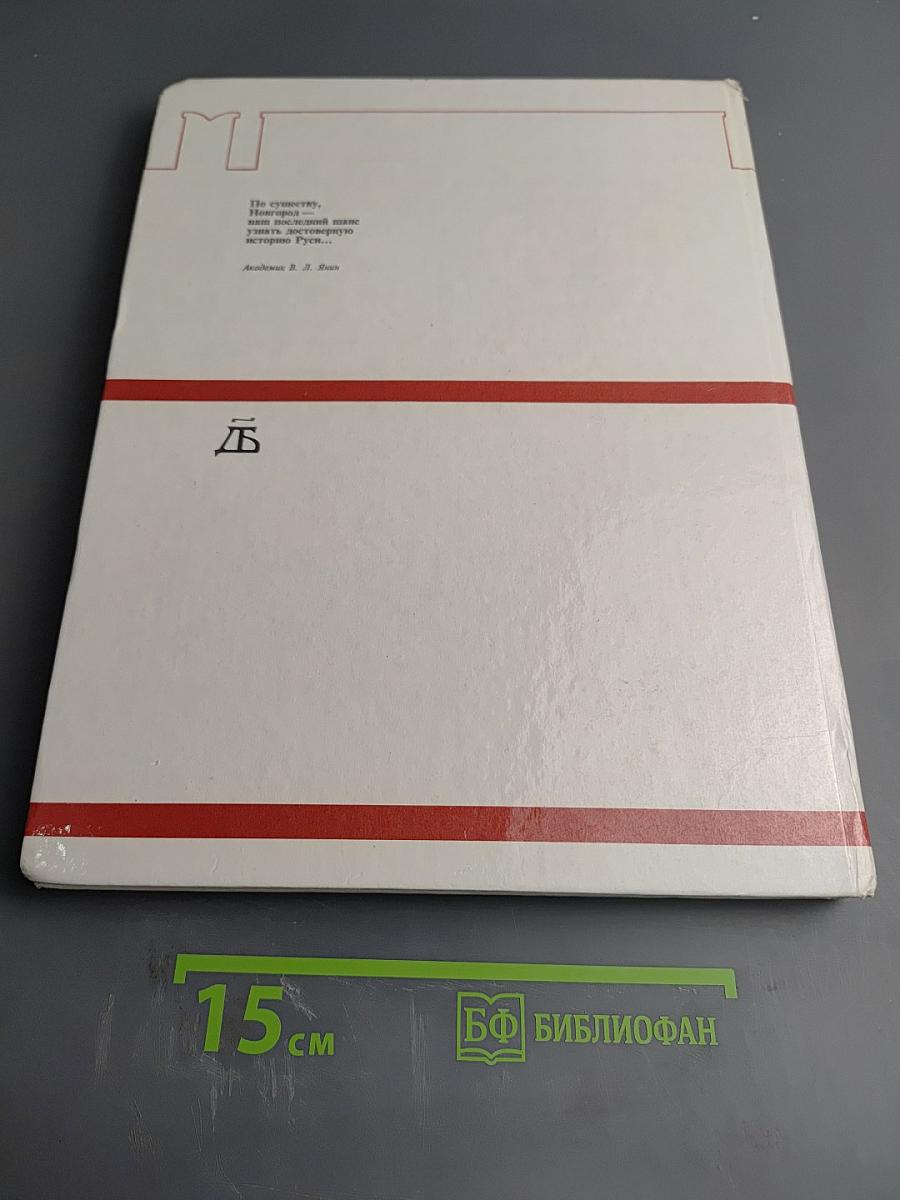 По существу,
Новгород —
наш последний шанс
узнать достоверную
историю Руси...
Академик В. Л. Янин
ДБ
15 см
БФ БИБЛИОФАН